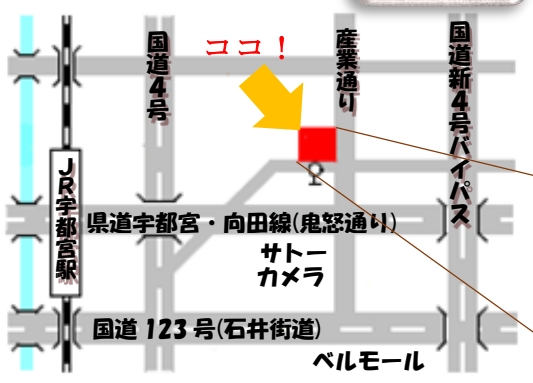 国道4号
ココ！
産業通り
国道新4号バイパス
JR宇都宮駅
県道宇都宮・向田線(鬼怒通り)
サトー
カメラ
国道123号(石井街道)
ベルモール